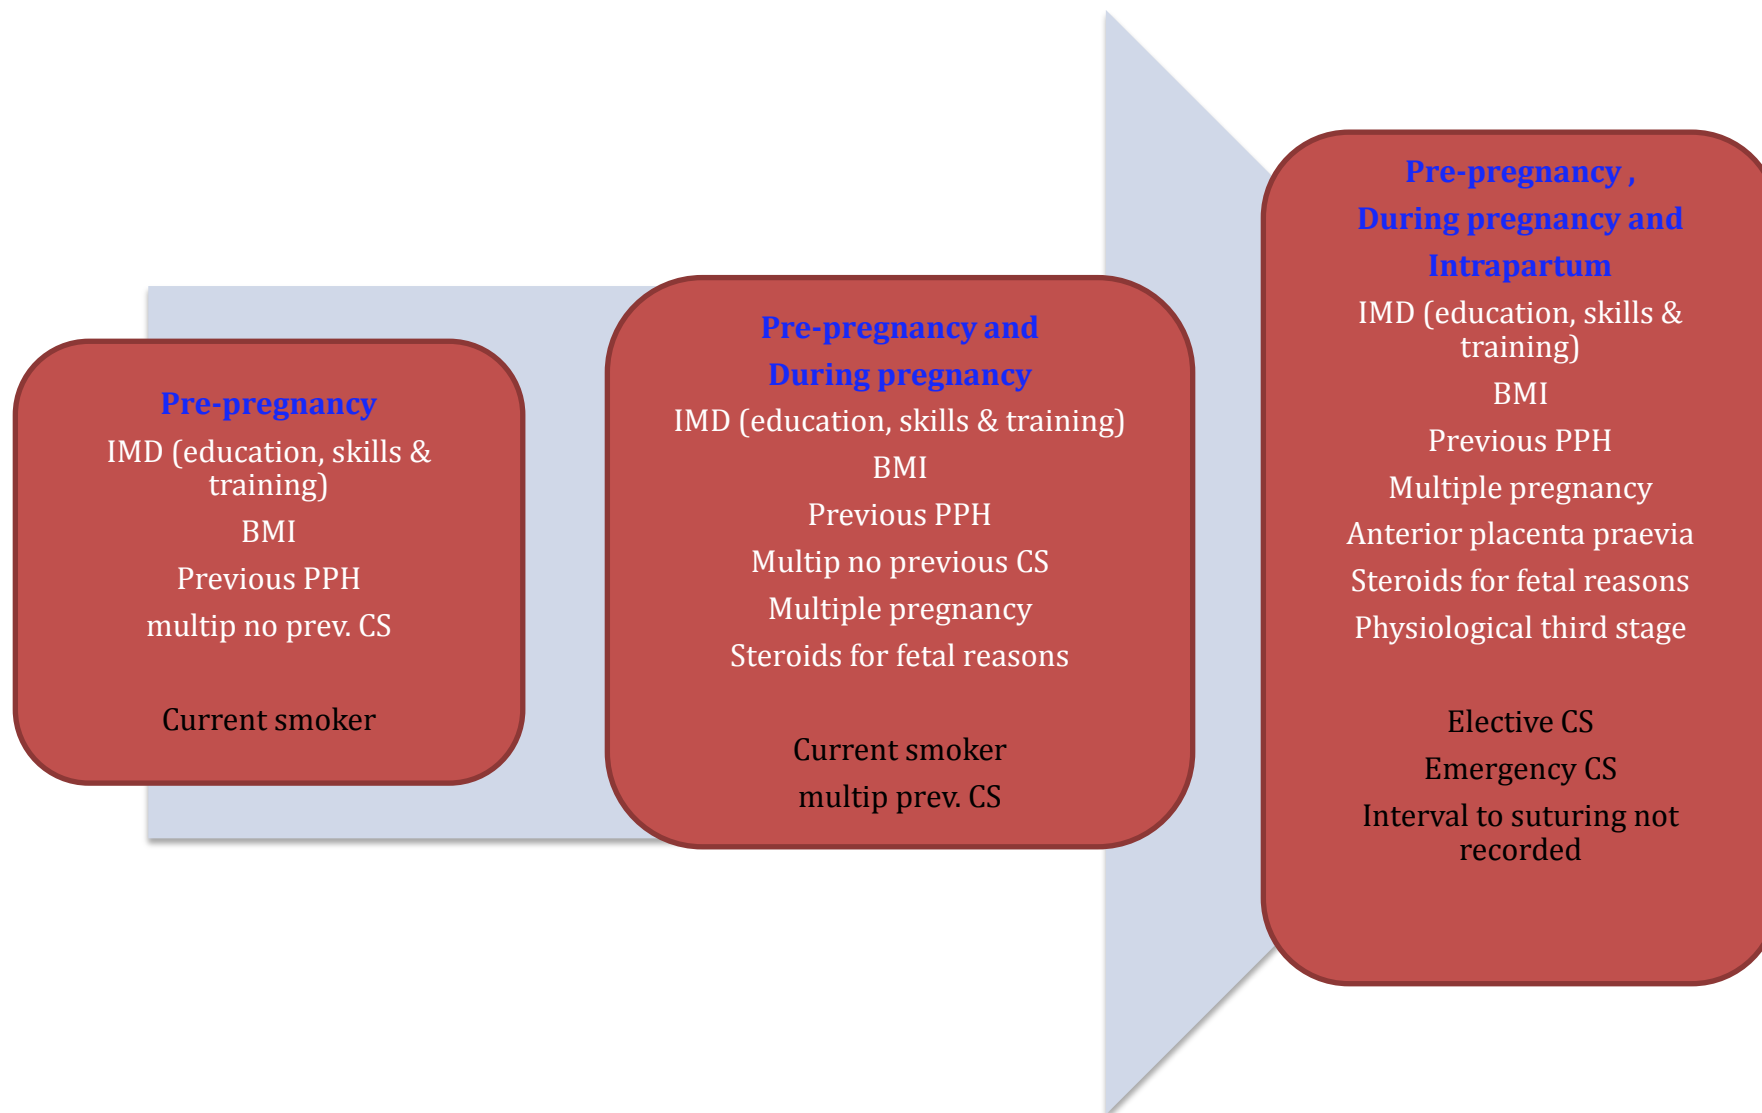 Pre-pregnancy
IMD (education, skills &
training)
BMI
Previous PPH
multip no prev. CS
Current smoker
Pre-pregnancy and
During pregnancy
IMD (education, skills & training)
BMI
Previous PPH
Multip no previous CS
Multiple pregnancy
Steroids for fetal reasons
Current smoker
multip prev. CS
Pre-pregnancy ,
During pregnancy and
Intrapartum
IMD (education, skills &
training)
BMI
Previous PPH
Multiple pregnancy
Anterior placenta praevia
Steroids for fetal reasons
Physiological third stage
Elective CS
Emergency CS
Interval to suturing not
recorded